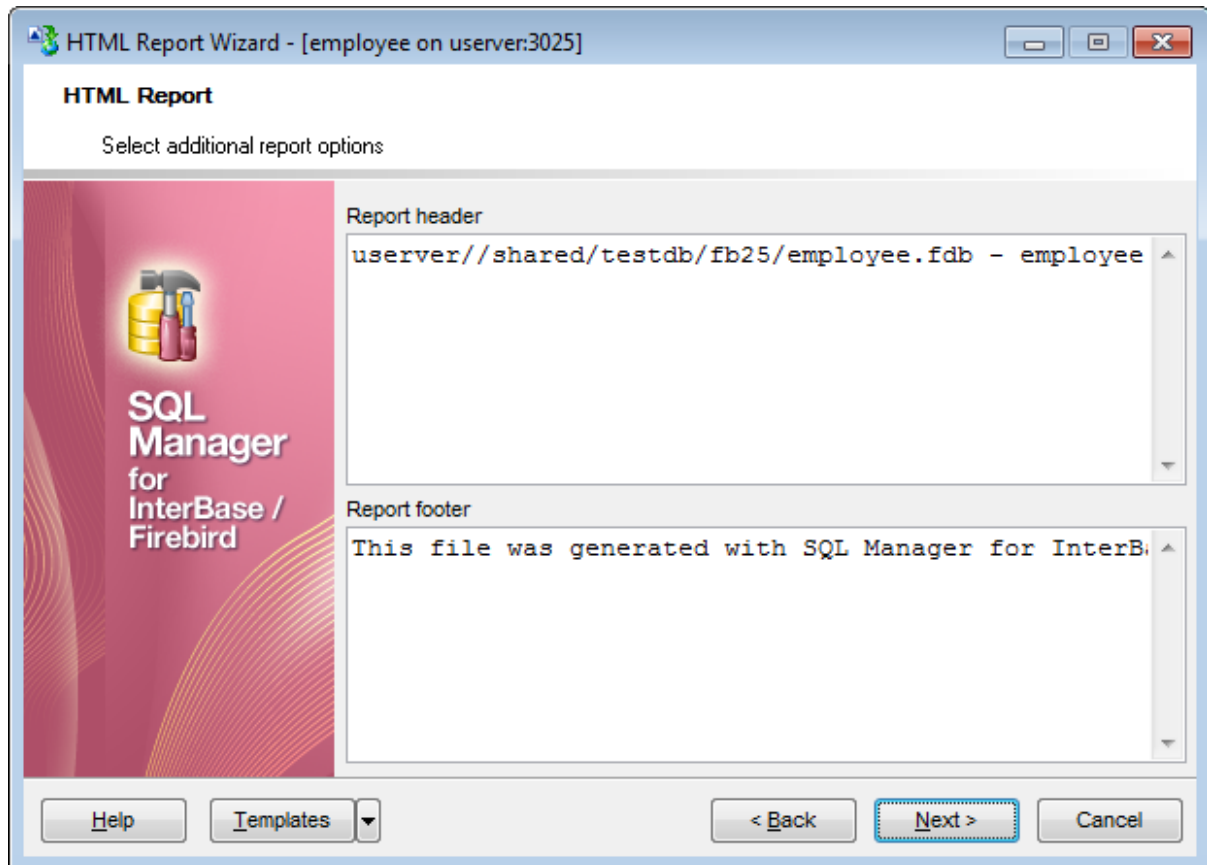 HTML Report Wizard - [employee on userver:3025]
HTML Report
Select additional report options
SQL
Manager
for
InterBase /
Firebird
Report header
userver//shared/testdb/fb25/employee.fdb - employee
Report footer
This file was generated with SQL Manager for InterBa
Help
Templates
< Back
Next >
Cancel